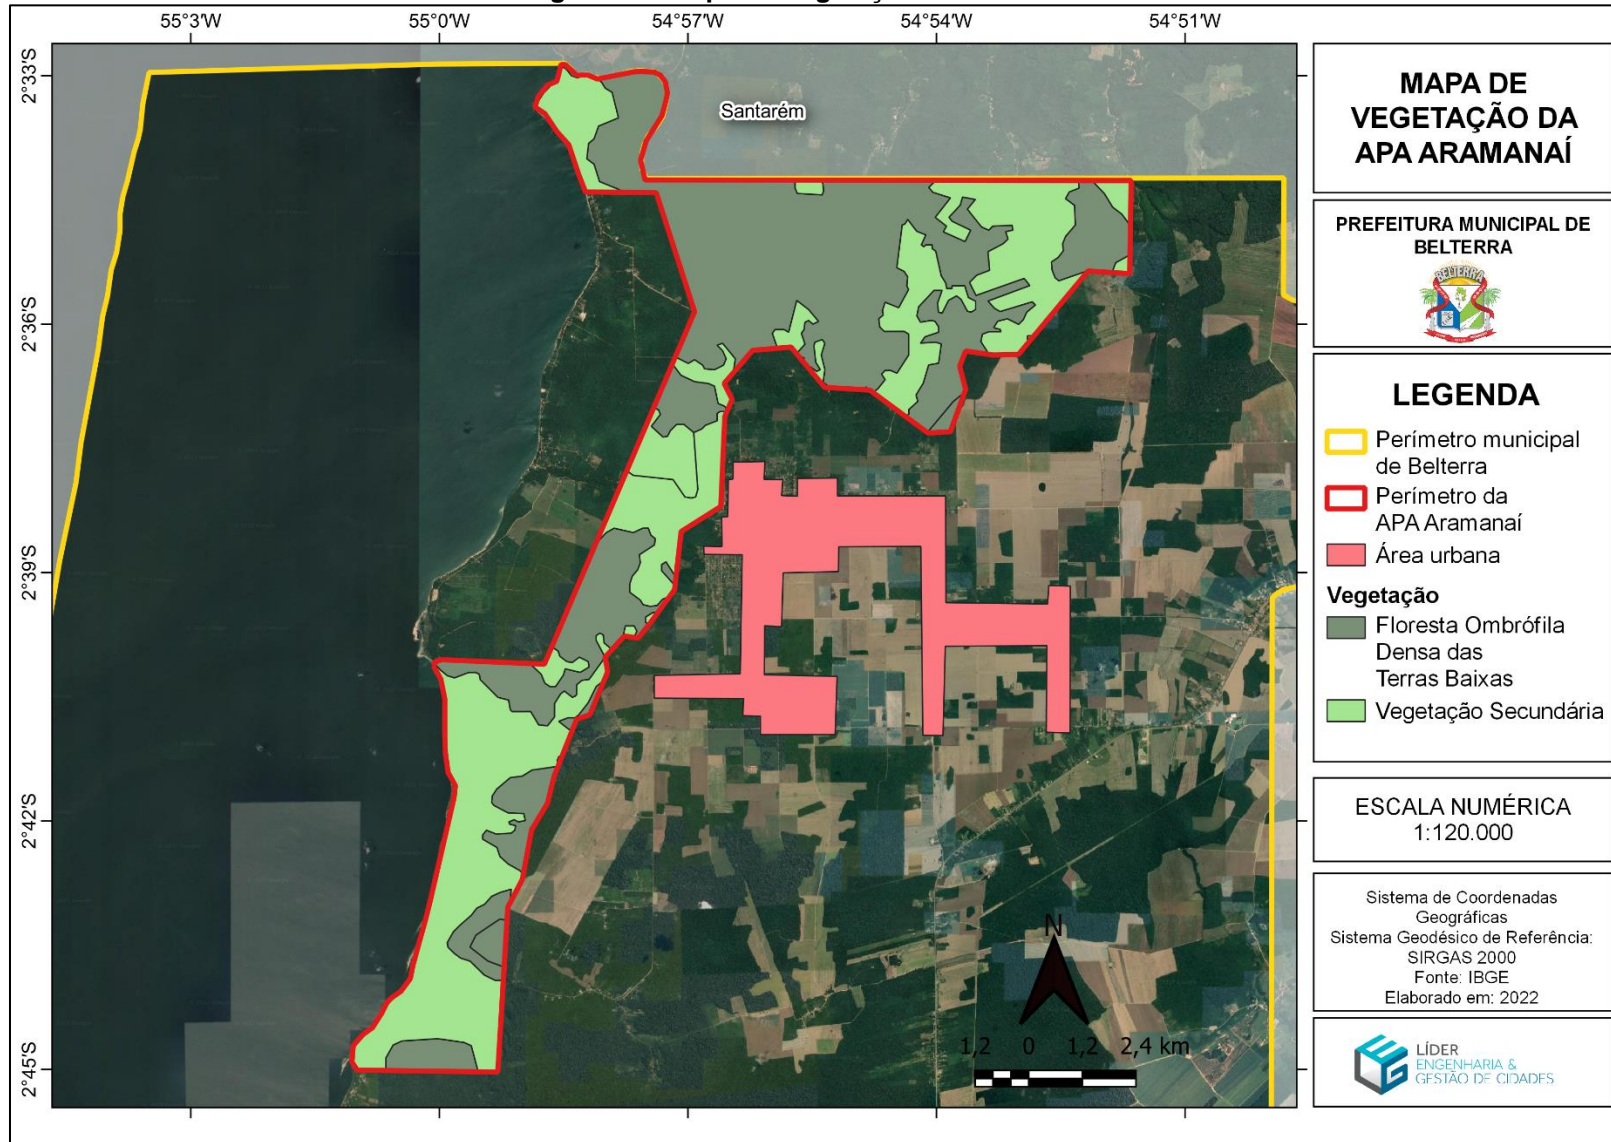 55°3'W 55°0'W 54°57'W 54°54'W 54°51'W
2°33'S
2°36'S
2°39'S
2°42'S
2°45'S
Santarém
N
1,2 0 1,2 2,4 km
MAPA DE
VEGETAÇÃO DA
APA ARAMANAÍ
PREFEITURA MUNICIPAL DE
BELTERRA
BELTERRA
LEGENDA
Perímetro municipal
de Belterra
Perímetro da
APA Aramanaí
Área urbana
Vegetação
Floresta Ombrófila
Densa das
Terras Baixas
Vegetação Secundária
ESCALA NUMÉRICA
1:120.000
Sistema de Coordenadas
Geográficas
Sistema Geodésico de Referência:
SIRGAS 2000
Fonte: IBGE
Elaborado em: 2022
LÍDER
ENGENHARIA &
GESTÃO DE CIDADES